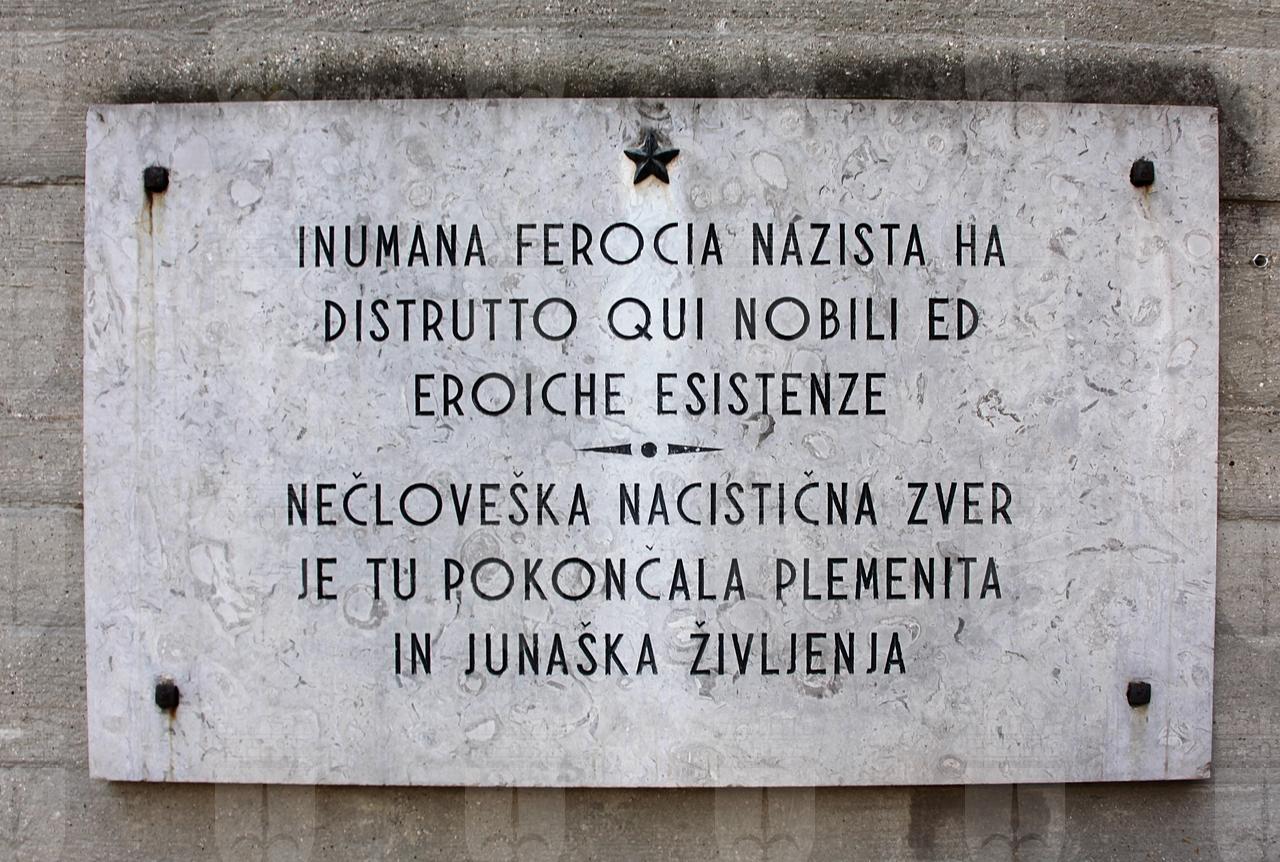 INUMANA FEROCIA NAZISTA HA
DISTRUTTO QUI NOBILI ED
EROICHE ESISTENZE
NEČLOVEŠKA NACISTIČNA ZVER
JE TU POKONČALA PLEMENITA
IN JUNAŠKA ŽIVLJENJA